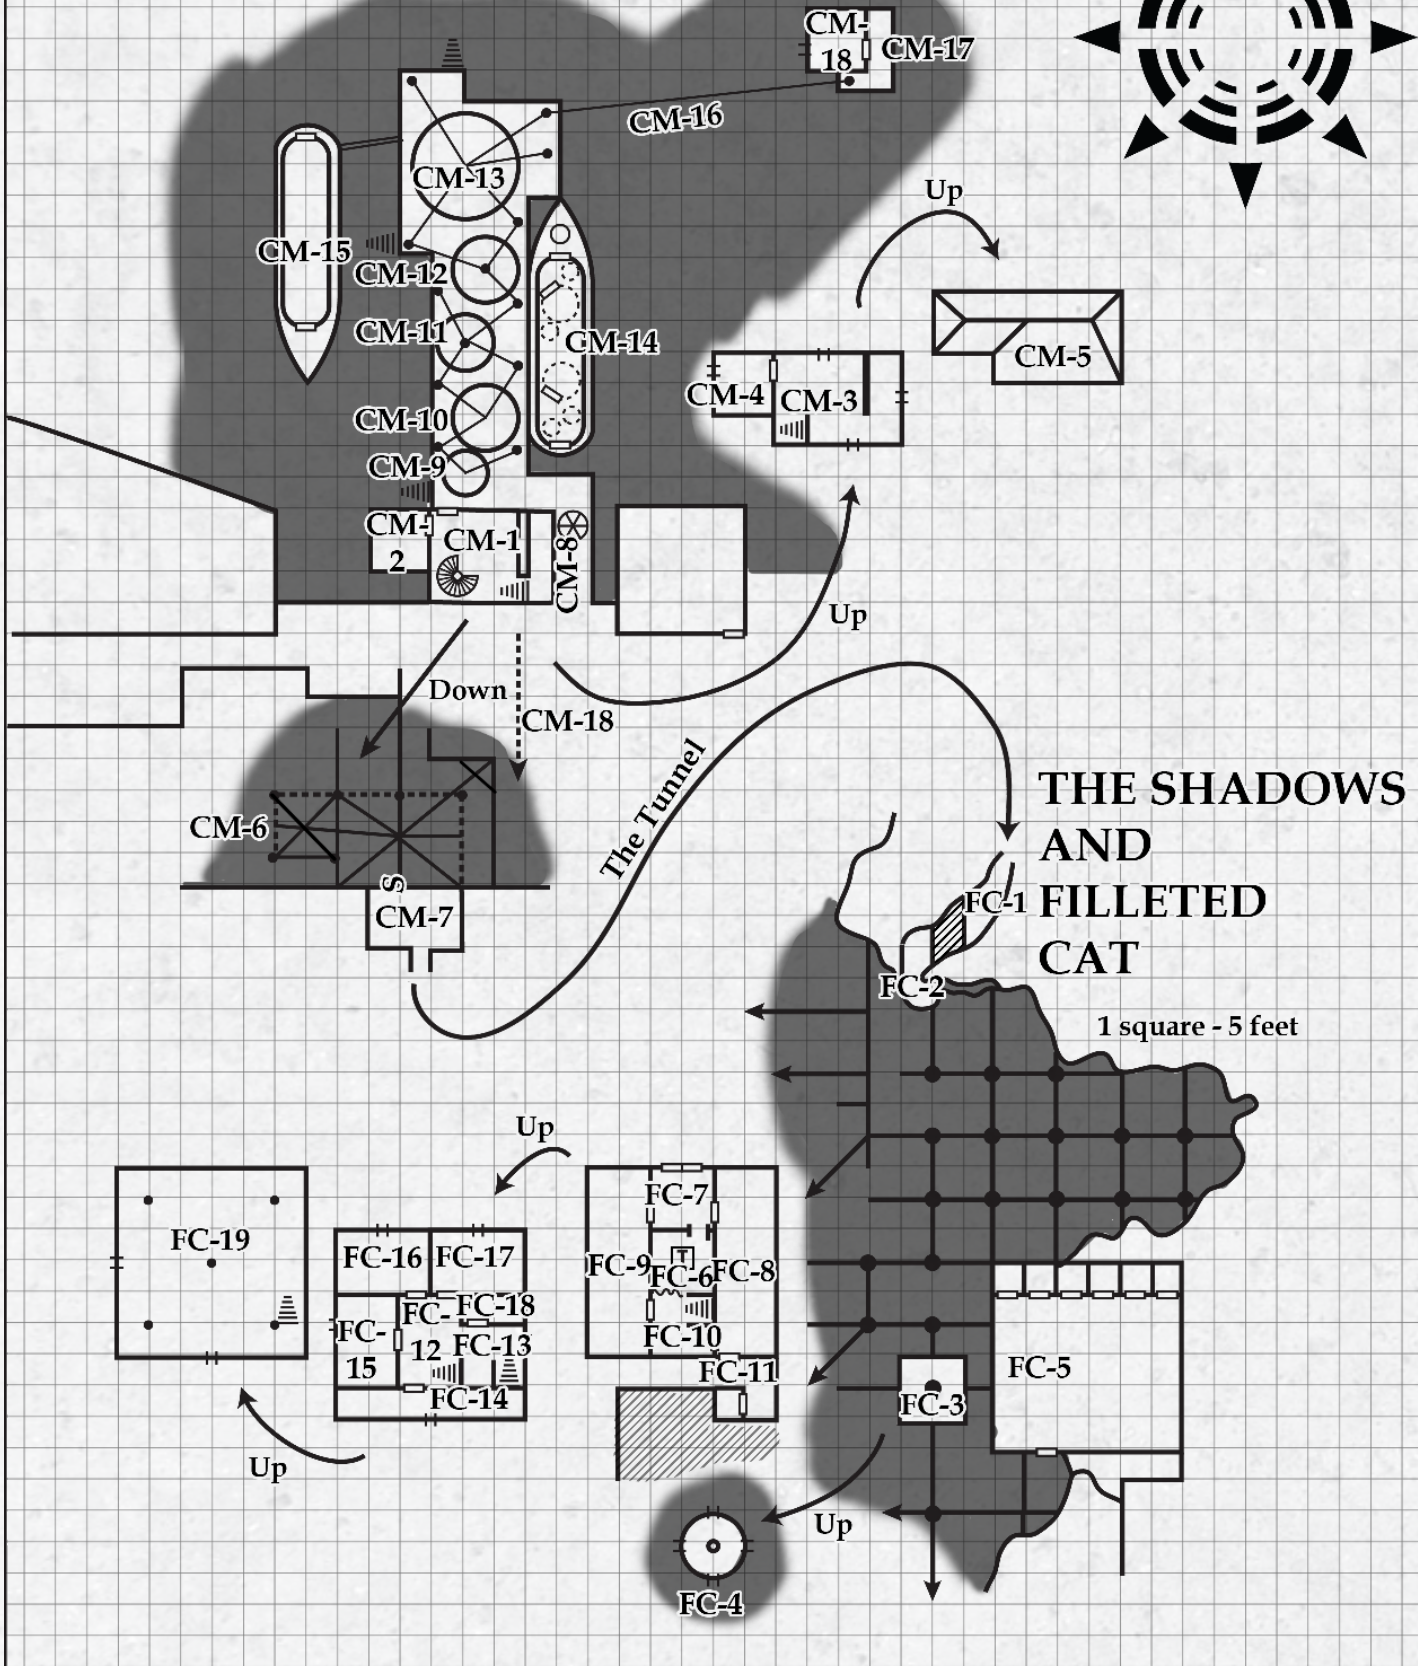 CM-
18
CM-17
CM-16
CM-13
Up
CM-15
CM-12
CM-11
CM-14
CM-5
CM-4
CM-3
CM-10
CM-9
CM-
2
CM-1
CM-8
Up
Down
CM-18
The Tunnel
THE SHADOWS
AND
FILLETED
CAT
CM-6
S
CM-7
FC-1
FC-2
1 square - 5 feet
Up
FC-7
FC-19
FC-16
FC-17
FC-9
T
FC-6
FC-8
FC-
12
FC-18
FC-
15
FC-13
FC-10
FC-11
FC-14
FC-5
FC-3
Up
Up
FC-4